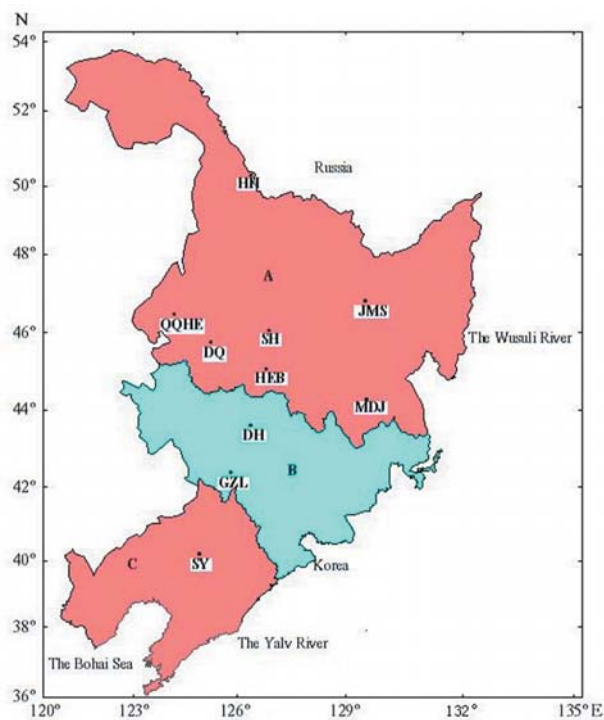 N
54°
52°
50°
48°
46°
44°
42°
40°
38°
36°
120°
123°
126°
129°
132°
135°E
Russia
HH
A
JMS
QQHE
SH
DQ
The Wusuli River
HEB
MDJ
DH
B
GZL
C
SY
Korea
The Yalv River
The Bohai Sea